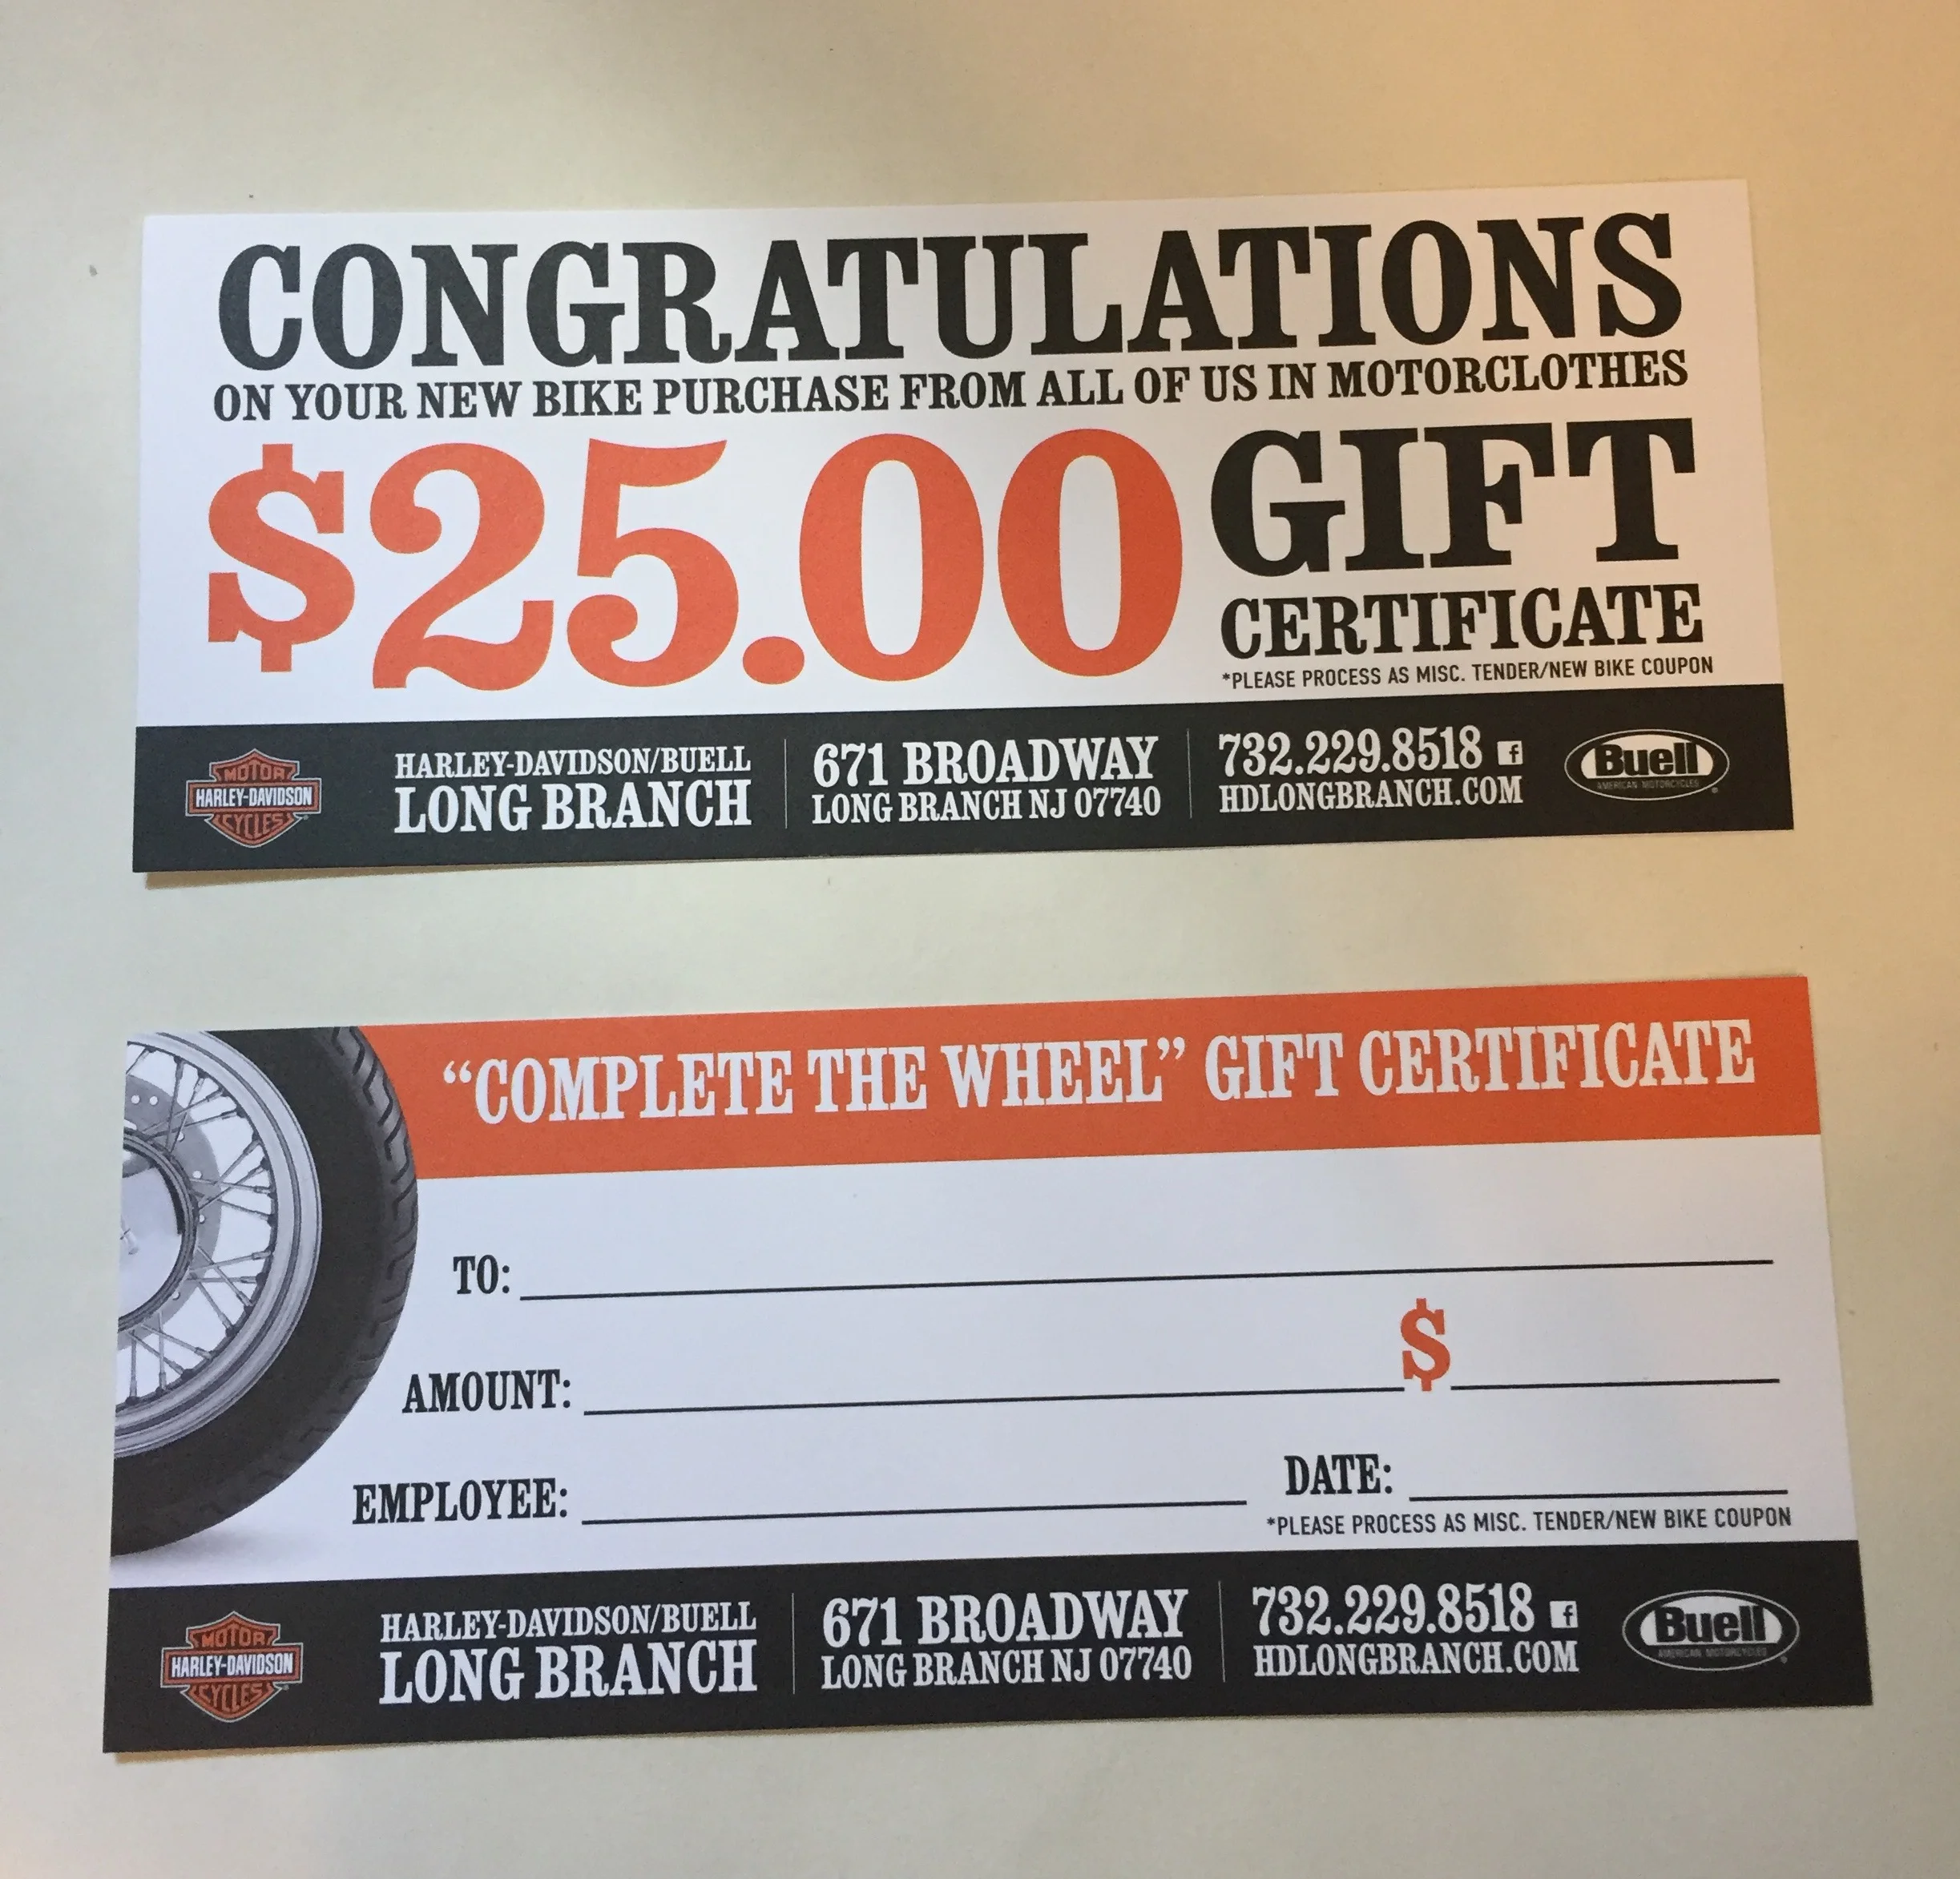 CONGRATULATIONS
ON YOUR NEW BIKE PURCHASE FROM ALL OF US IN MOTORCLOTHES
$25.00 GIFT
CERTIFICATE
*PLEASE PROCESS AS MISC. TENDER/NEW BIKE COUPON
MOTOR
HARLEY-DAVIDSON
CYCLES
HARLEY-DAVIDSON/BUELL
LONG BRANCH
671 BROADWAY
LONG BRANCH NJ 07740
732.229.8518 f
HDLONGBRANCH.COM
Buell
AMERICAN MOTORCYCLES
"COMPLETE THE WHEEL" GIFT CERTIFICATE
TO:
AMOUNT: $
EMPLOYEE: DATE:
*PLEASE PROCESS AS MISC. TENDER/NEW BIKE COUPON
MOTOR
HARLEY-DAVIDSON
CYCLES
HARLEY-DAVIDSON/BUELL
LONG BRANCH
671 BROADWAY
LONG BRANCH NJ 07740
732.229.8518 f
HDLONGBRANCH.COM
Buell
AMERICAN MOTORCYCLES